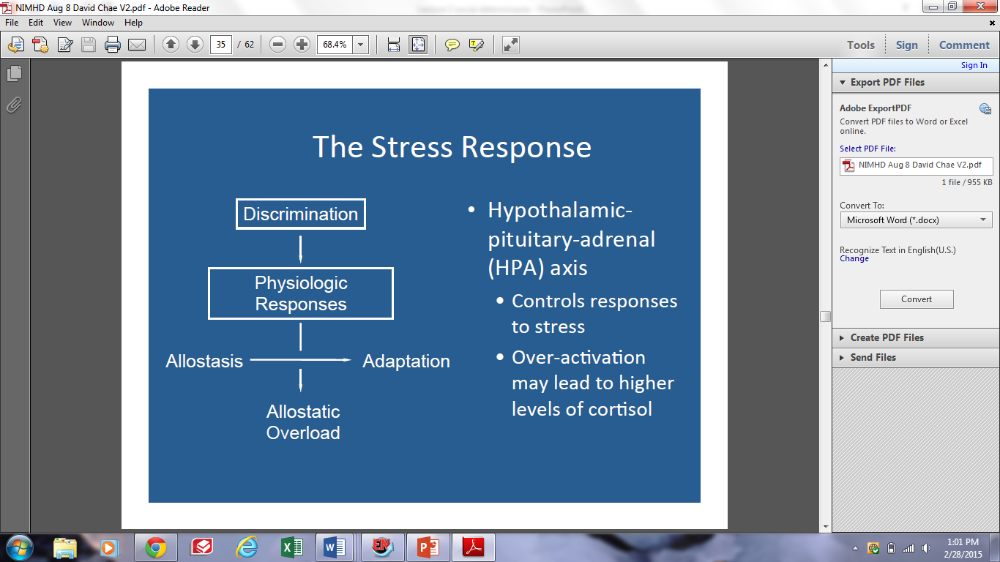 NIMHD Aug 8 David Chae V2.pdf - Adobe Reader
File Edit View Window Help
35 / 62 68.4% Tools Sign Comment
Sign In
Export PDF Files
Adobe ExportPDF
Convert PDF files to Word or Excel
online.
Select PDF File:
NIMHD Aug 8 David Chae V2.pdf
1 file / 955 KB
Convert To:
Microsoft Word (*.docx)
Recognize Text in English(U.S.)
Change
Convert
Create PDF Files
Send Files
The Stress Response
Discrimination
Physiologic
Responses
Allostasis Adaptation
Allostatic
Overload
• Hypothalamic-
pituitary-adrenal
(HPA) axis
• Controls responses
to stress
• Over-activation
may lead to higher
levels of cortisol
1:01 PM
2/28/2015